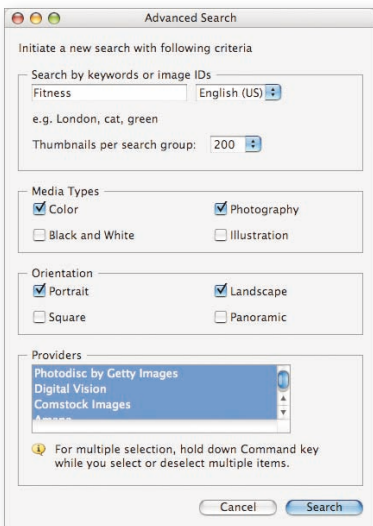 Advanced Search
Initiate a new search with following criteria
Search by keywords or image IDs
Fitness English (US)
e.g. London, cat, green
Thumbnails per search group: 200
Media Types
Color Photography
Black and White Illustration
Orientation
Portrait Landscape
Square Panoramic
Providers
Photodisc by Getty Images
Digital Vision
Comstock Images
For multiple selection, hold down Command key
while you select or deselect multiple items.
Cancel Search